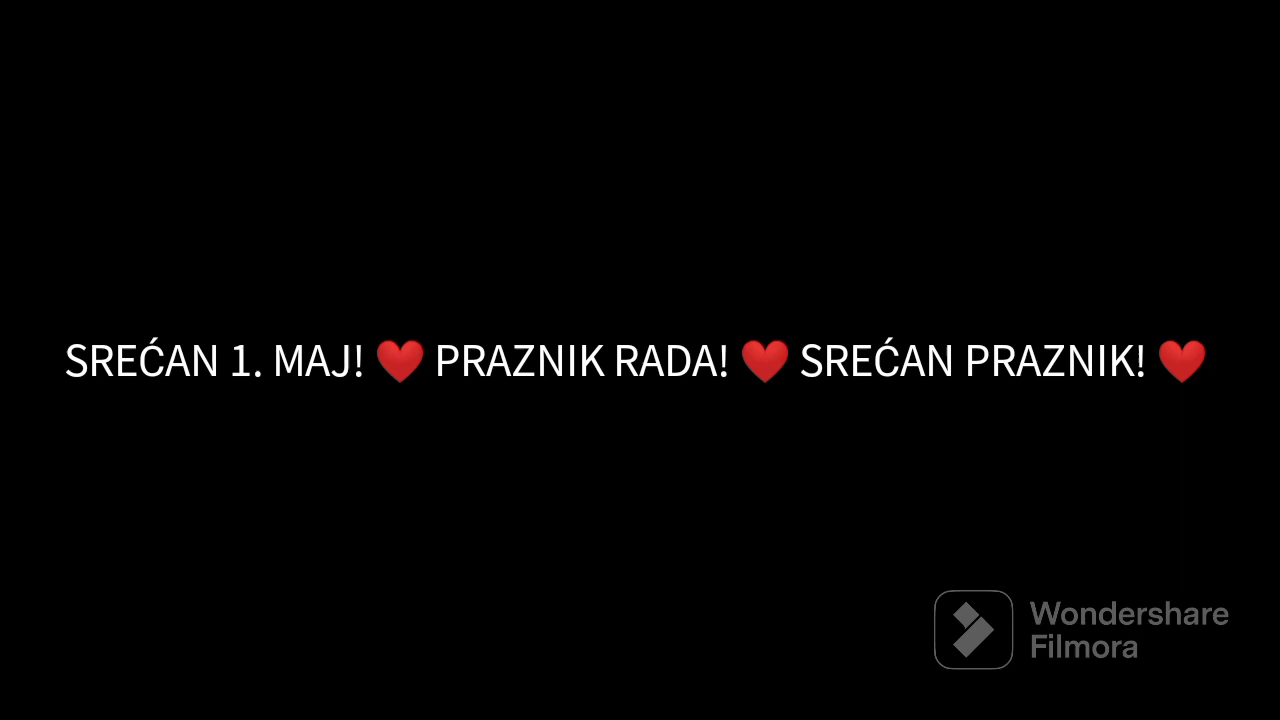 SREĆAN 1. MAJ! ❤️ PRAZNIK RADA! ❤️ SREĆAN PRAZNIK! ❤️
Wondershare
Filmora